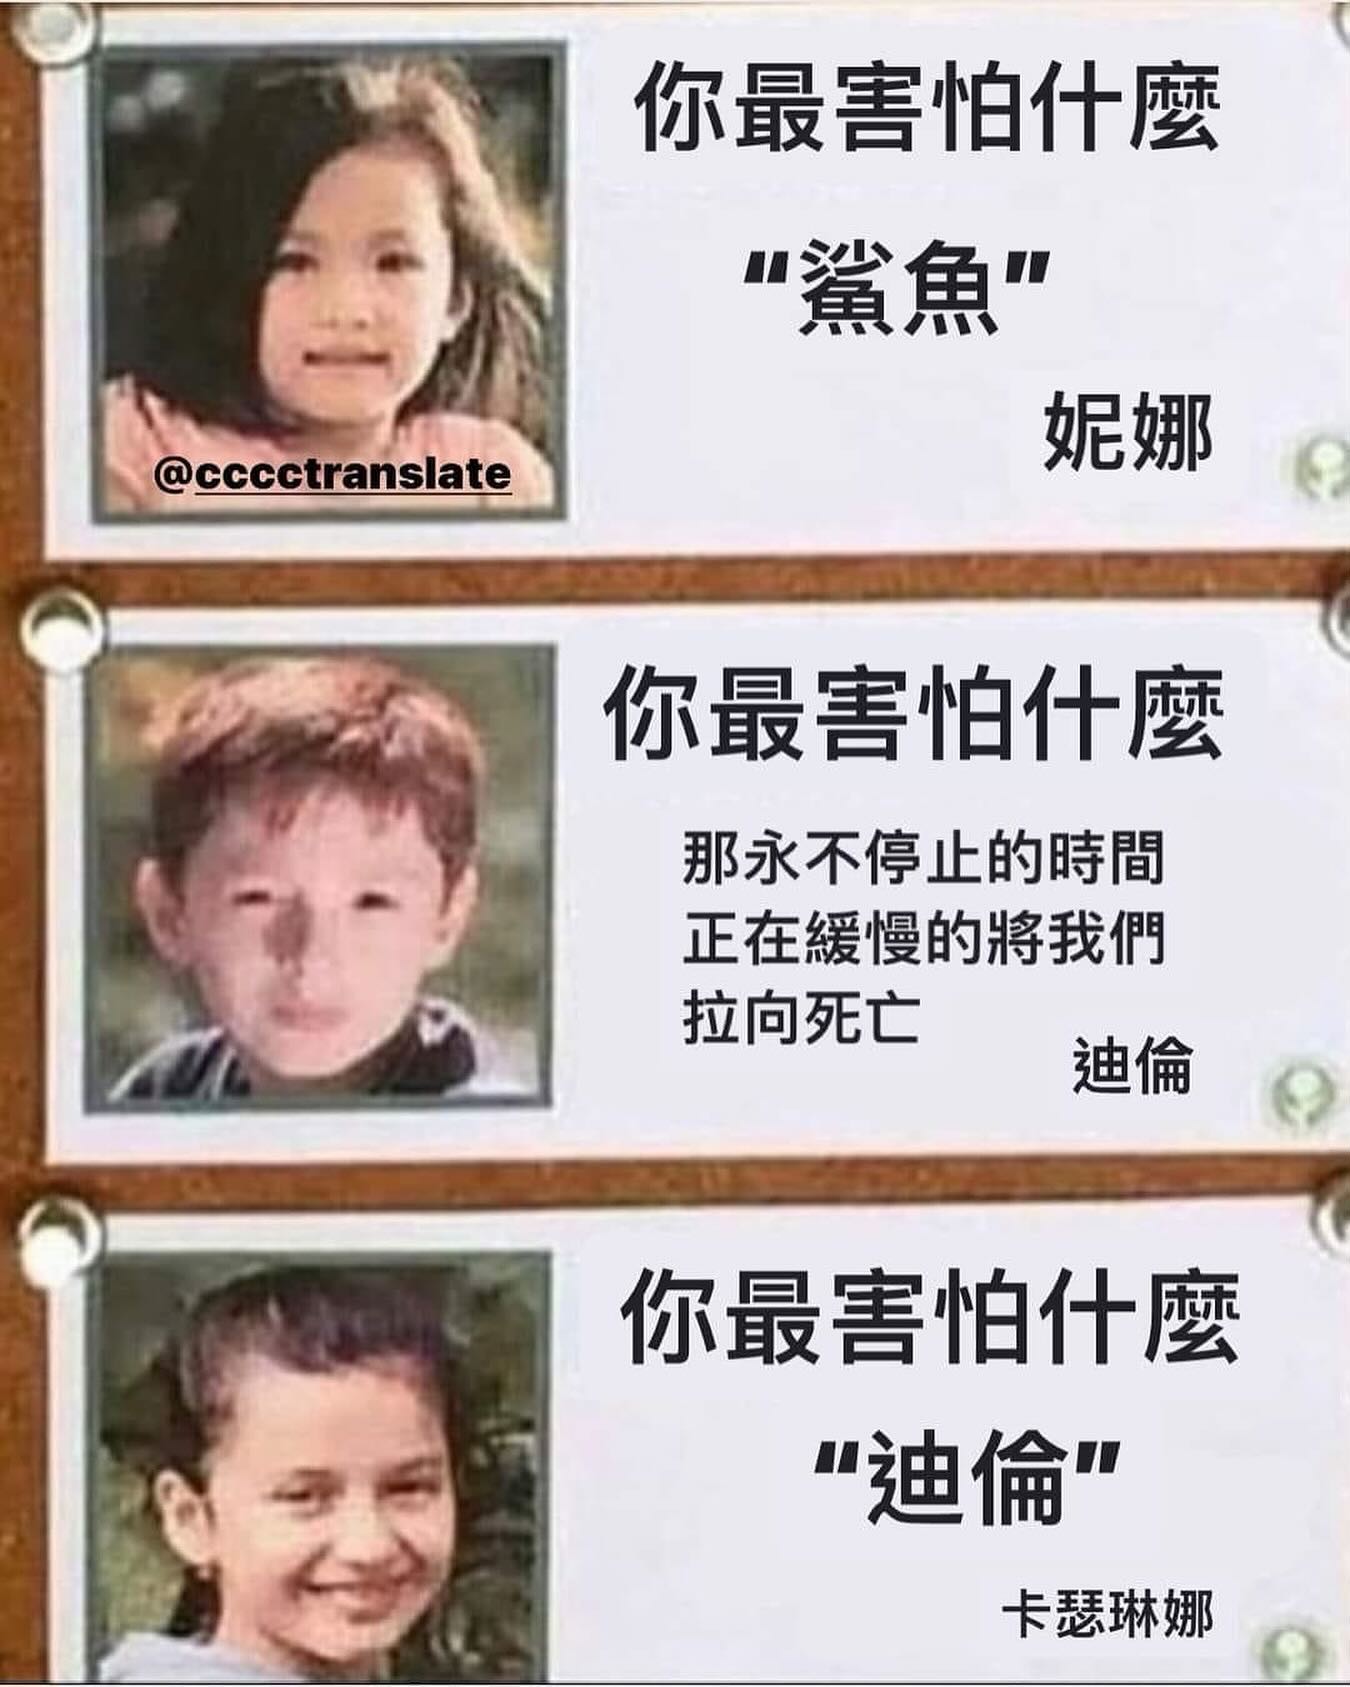 你最害怕什麼
“鯊魚”
妮娜
@cccctranslate
你最害怕什麼
那永不停止的時間
正在緩慢的將我們
拉向死亡
迪倫
你最害怕什麼
“迪倫”
卡瑟琳娜